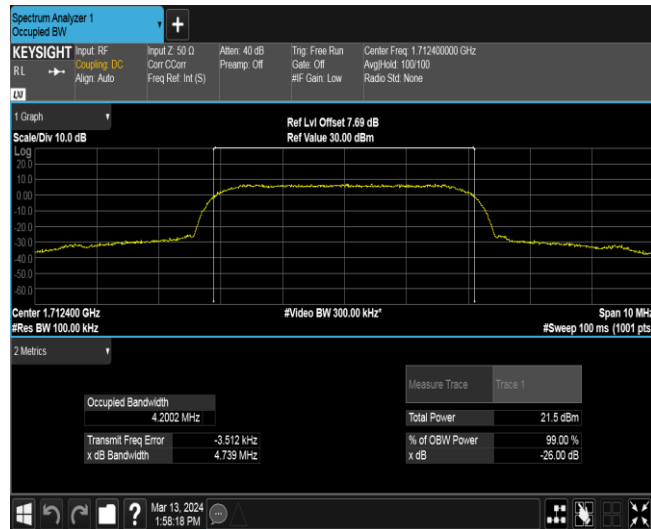 Spectrum Analyzer 1
Occupied BW
+
KEYSIGHT Input: RF Input Z: 50 Ω Atten: 40 dB Trig: Free Run Center Freq: 1.712400000 GHz
RL Coupling: DC Corr CCorr Preamp: Off Gate: Off Avg|Hold: 100/100
Align: Auto Freq Ref: Int (S) #IF Gain: Low Radio Std: None
LXI
1 Graph Ref Lvl Offset 7.69 dB
Scale/Div 10.0 dB Ref Value 30.00 dBm
Log
20.0
10.0
0.00
-10.0
-20.0
-30.0
-40.0
-50.0
-60.0
Center 1.712400 GHz #Video BW 300.00 kHz* Span 10 MHz
#Res BW 100.00 kHz #Sweep 100 ms (1001 pts
2 Metrics
Measure Trace Trace 1
Occupied Bandwidth
4.2002 MHz Total Power 21.5 dBm
Transmit Freq Error -3.512 kHz % of OBW Power 99.00 %
x dB Bandwidth 4.739 MHz x dB -26.00 dB
? Mar 13, 2024
1:58:18 PM